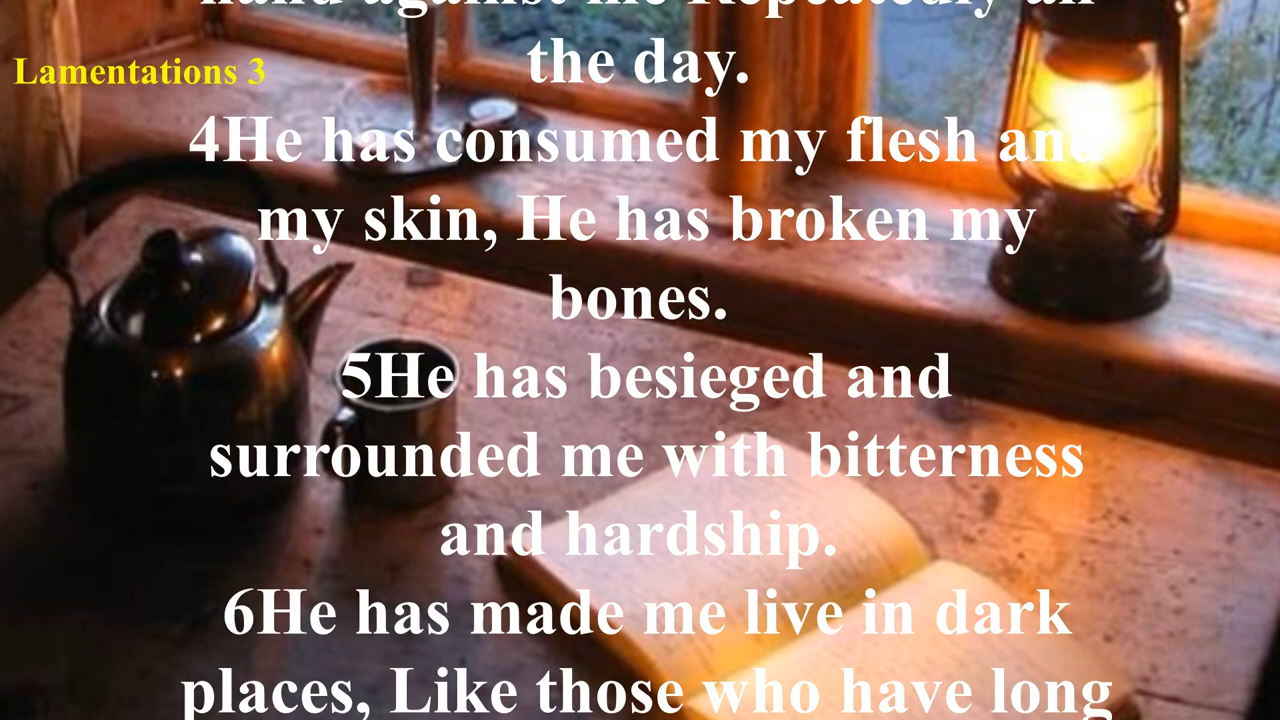 hand against me Repeatedly all
the day.
Lamentations 3
4He has consumed my flesh and
my skin, He has broken my
bones.
5He has besieged and
surrounded me with bitterness
and hardship.
6He has made me live in dark
places, Like those who have long